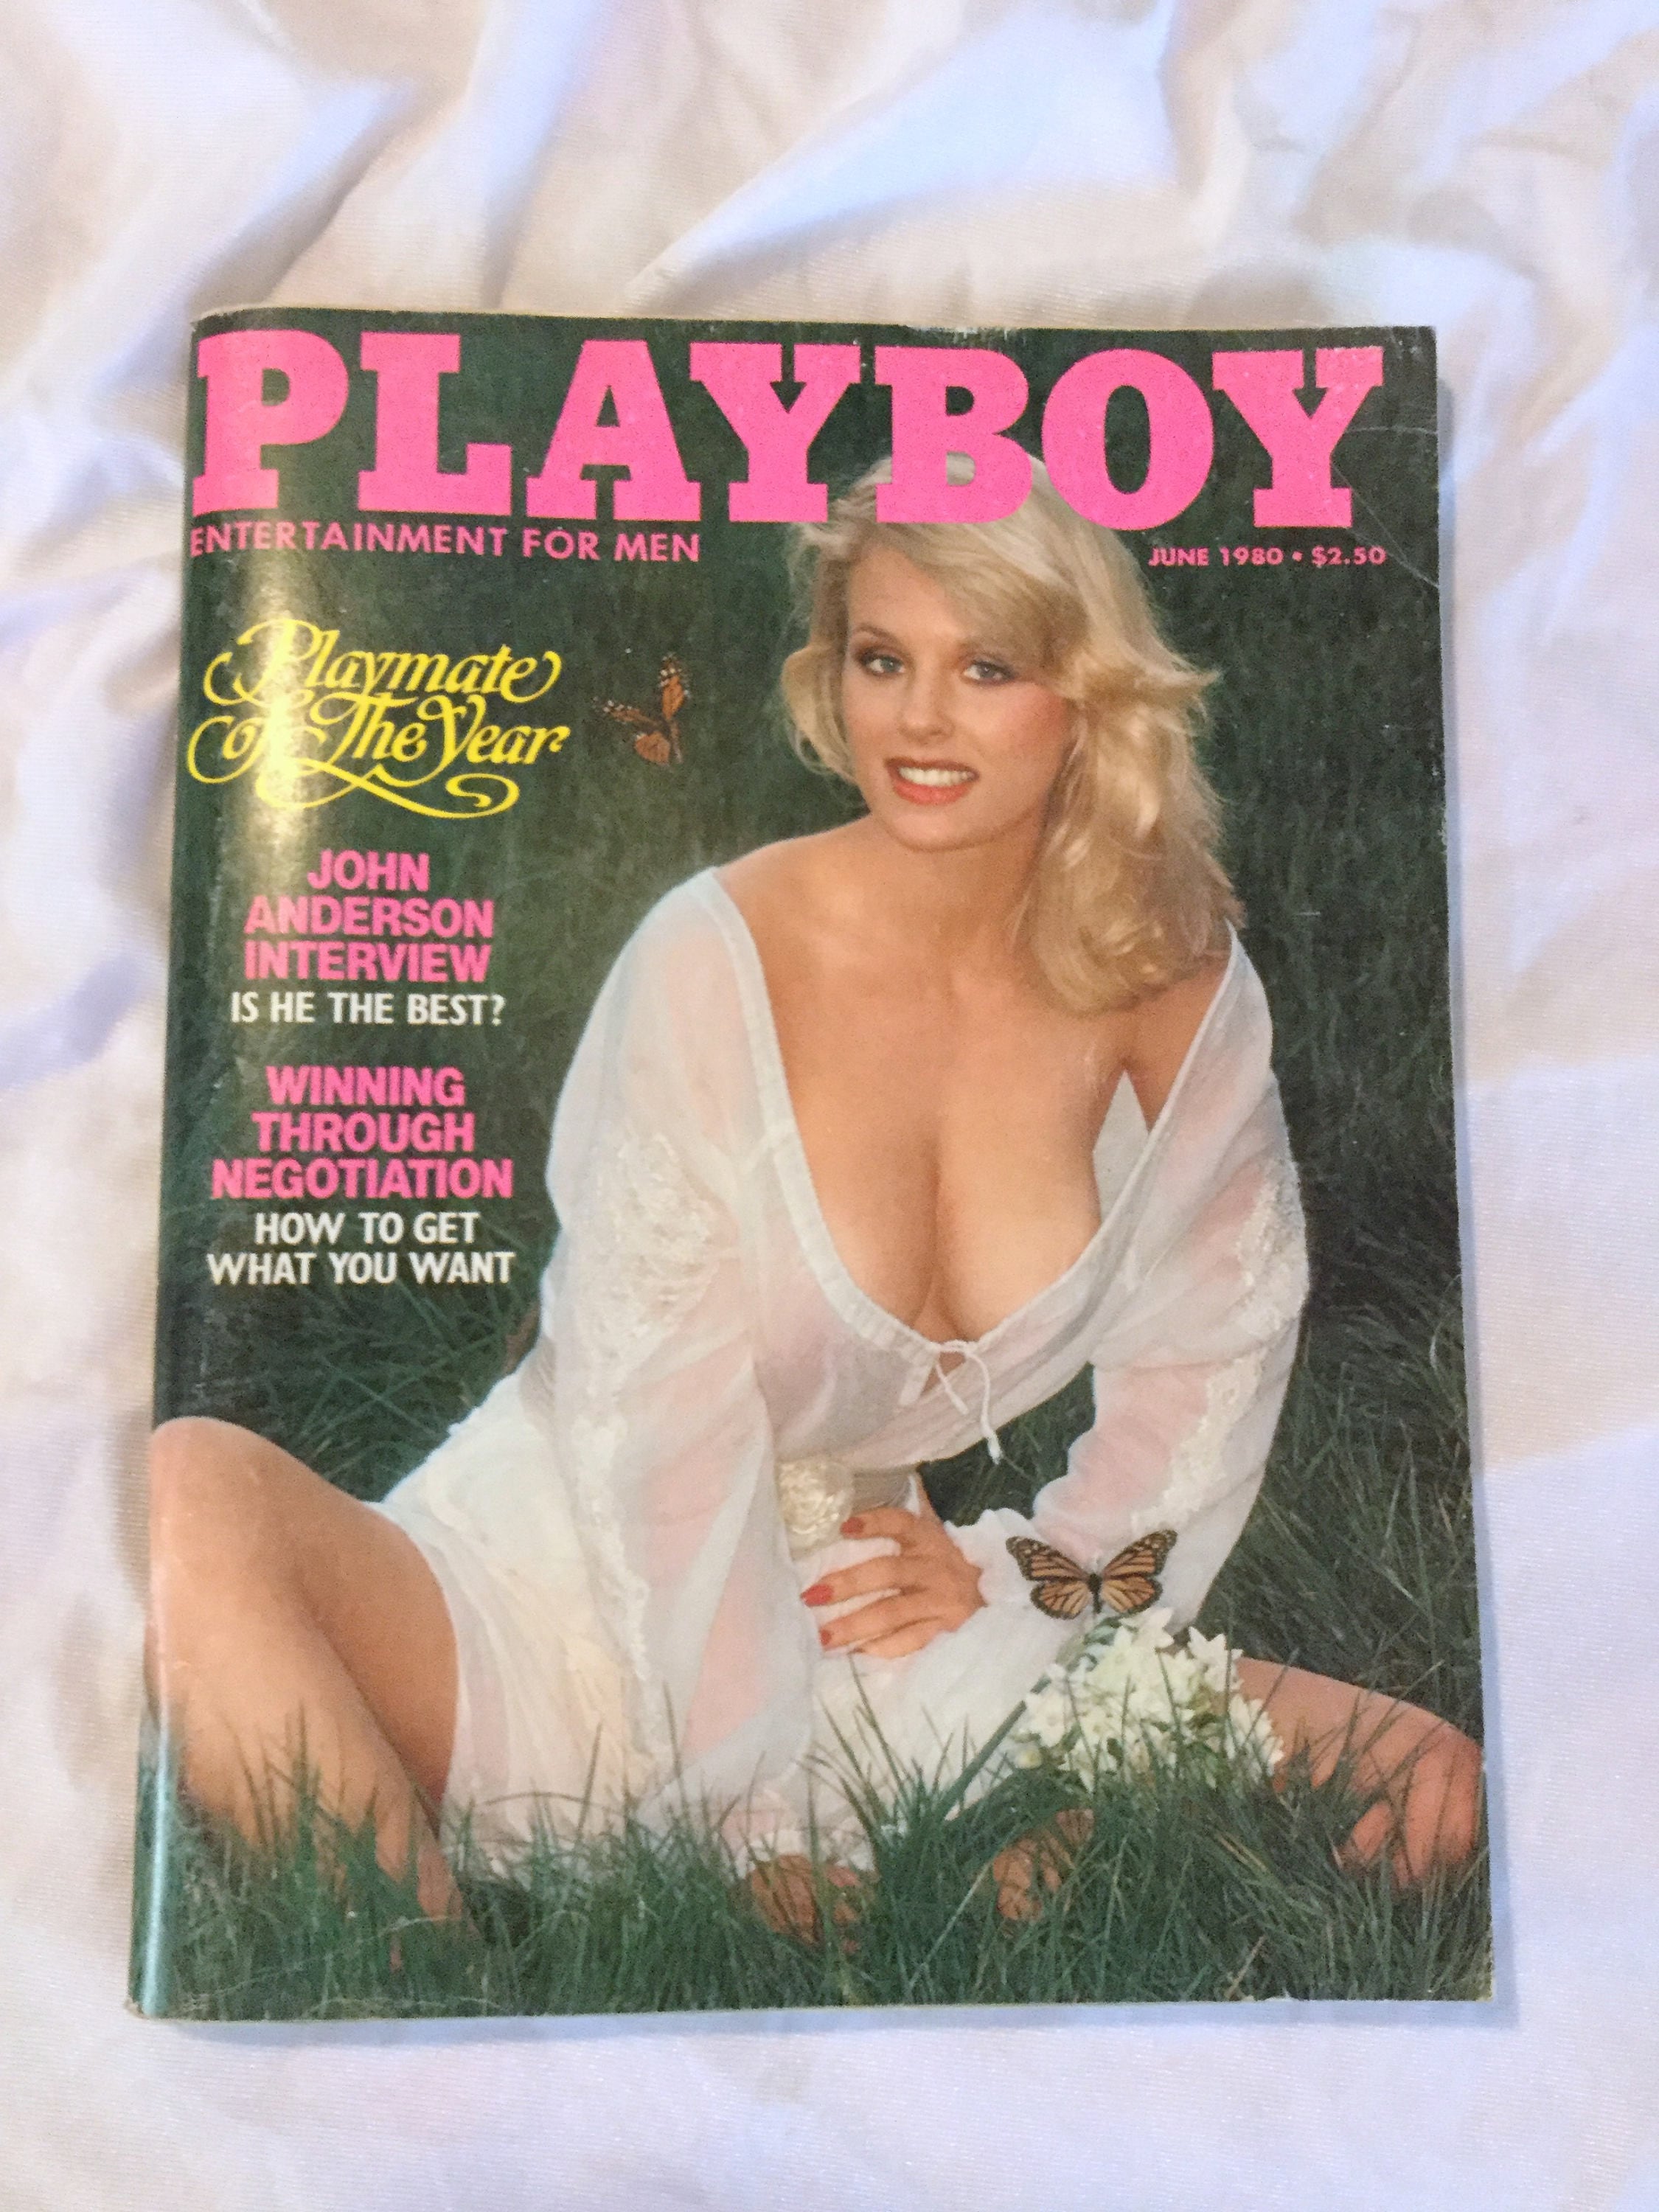 PLAYBOY
ENTERTAINMENT FOR MEN
JUNE 1980 • $2.50
Playmate
of The Year
JOHN
ANDERSON
INTERVIEW
IS HE THE BEST?
WINNING
THROUGH
NEGOTIATION
HOW TO GET
WHAT YOU WANT